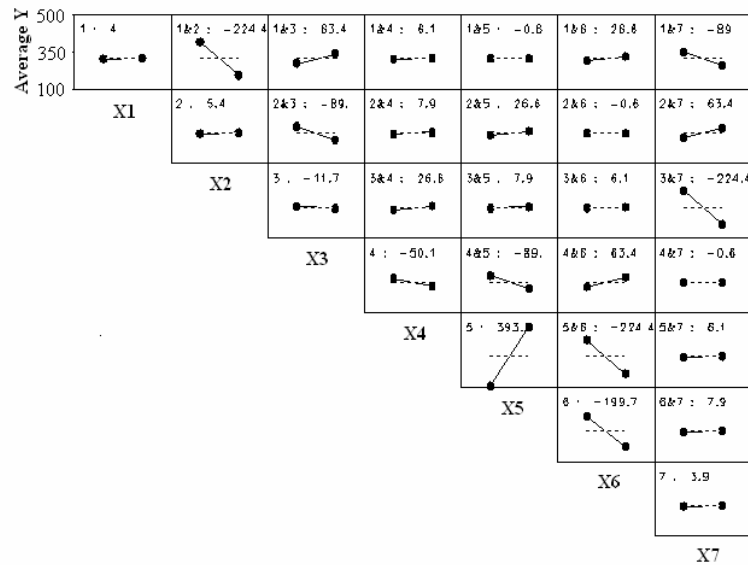 500
350
100
Average Y
1 · 4
1&2 : -224 4
1&3 : 63.4
1&4 : 6.1
1&5 · -0.6
1&6 : 26.6
1&7 : -89
X1
2 . 5.4
2&3 : -89.
2&4 : 7.9
2&5 . 26.6
2&6 : -0.6
2&7 : 63.4
X2
3 . -11.7
3&4 : 26.6
3&5 . 7.9
3&6 : 6.1
3&7 : -224.4
X3
4 : -50.1
4&5 : -89.
4&6 : 63.4
4&7 : -0.6
X4
5 · 393.
5&6 : -224 4
5&7 : 6.1
X5
6 · -199.7
6&7 : 7.9
X6
7 . 3.9
X7